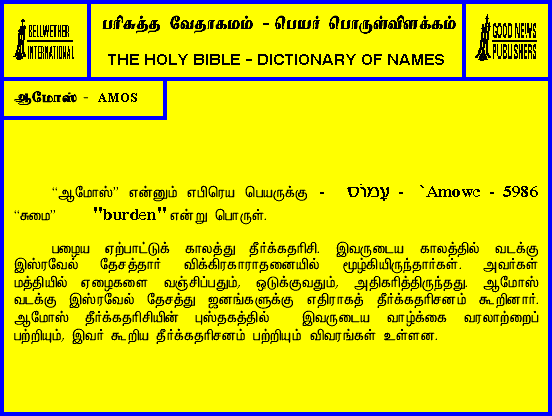 BELLWETHER
INTERNATIONAL
பரிசுத்த வேதாகமம் - பெயர் பொருள்விளக்கம்
THE HOLY BIBLE - DICTIONARY OF NAMES
GOOD NEWS
PUBLISHERS
ஆமோஸ் - AMOS
“ஆமோஸ்” என்னும் எபிரெய பெயருக்கு - עָמוֹס - `Amowc - 5986
“சுமை” "burden" என்று பொருள்.
பழைய ஏற்பாட்டுக் காலத்து தீர்க்கதரிசி. இவருடைய காலத்தில் வடக்கு
இஸ்ரவேல் தேசத்தார் விக்கிரகாராதனையில் மூழ்கியிருந்தார்கள். அவர்கள்
மத்தியில் ஏழைகளை வஞ்சிப்பதும், ஒடுக்குவதும், அதிகரித்திருந்தது. ஆமோஸ்
வடக்கு இஸ்ரவேல் தேசத்து ஜனங்களுக்கு எதிராகத் தீர்க்கதரிசனம் கூறினார்.
ஆமோஸ் தீர்க்கதரிசியின் புஸ்தகத்தில் இவருடைய வாழ்க்கை வரலாற்றைப்
பற்றியும், இவர் கூறிய தீர்க்கதரிசனம் பற்றியும் விவரங்கள் உள்ளன.